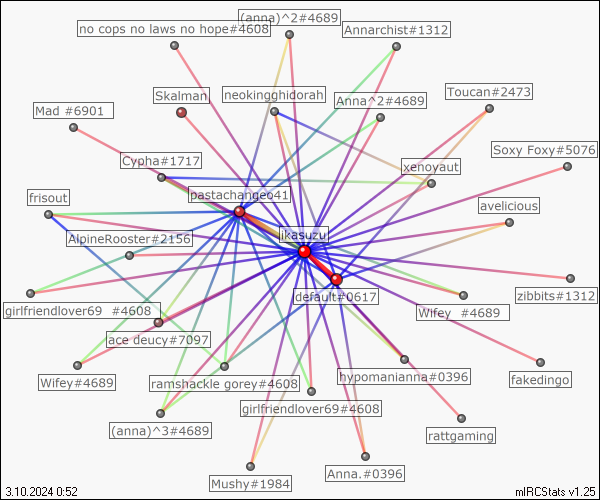 (anna)^2#4689
no cops no laws no hope#4608
Annarchist#1312
Toucan#2473
Skalman
neokingghidorah
Anna^2#4689
Mad #6901
Soxy Foxy#5076
Cypha#1717
xenoyaut
pastachangeo41
frisout
avelicious
AlpineRooster#2156
ikasuzu
default#0617
zibbits#1312
girlfriendlover69 #4608
Wifey #4689
ace deucy#7097
Wifey#4689
ramshackle gorey#4608
hypomanianna#0396
fakedingo
girlfriendlover69#4608
(anna)^3#4689
rattgaming
Anna.#0396
Mushy#1984
3.10.2024 0:52
mIRCStats v1.25